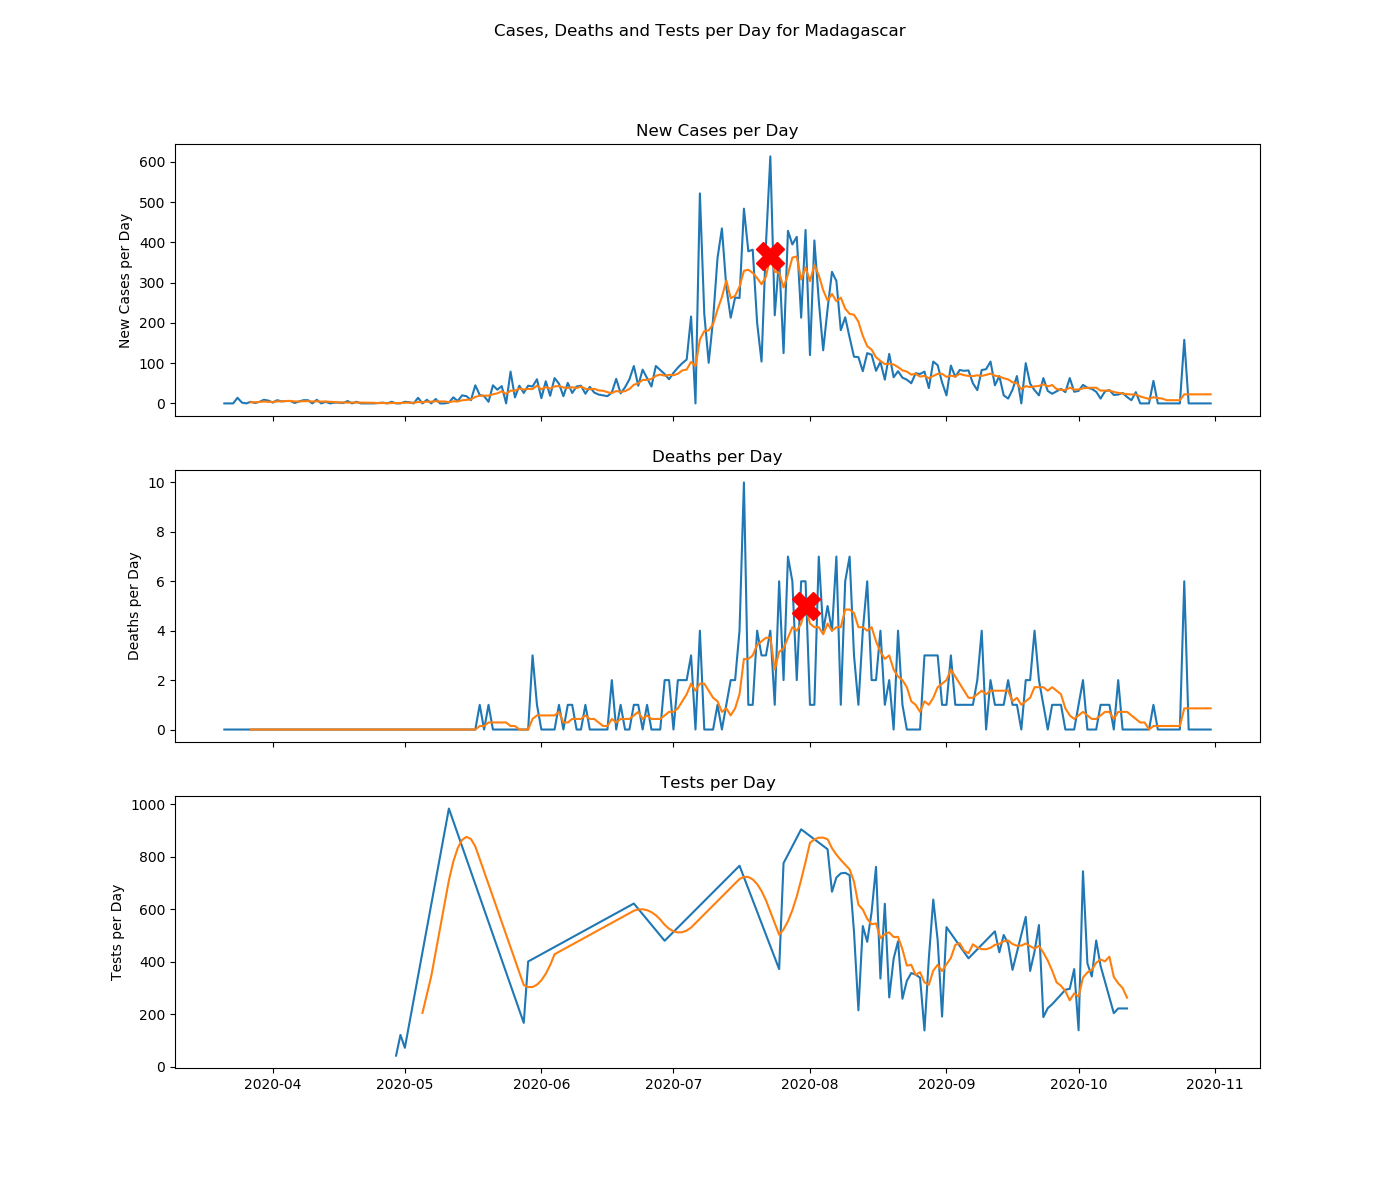 Cases, Deaths and Tests per Day for Madagascar
New Cases per Day
New Cases per Day
600
500
400
300
200
100
0
Deaths per Day
Deaths per Day
10
8
6
4
2
0
Tests per Day
Tests per Day
1000
800
600
400
200
0
2020-04 2020-05 2020-06 2020-07 2020-08 2020-09 2020-10 2020-11